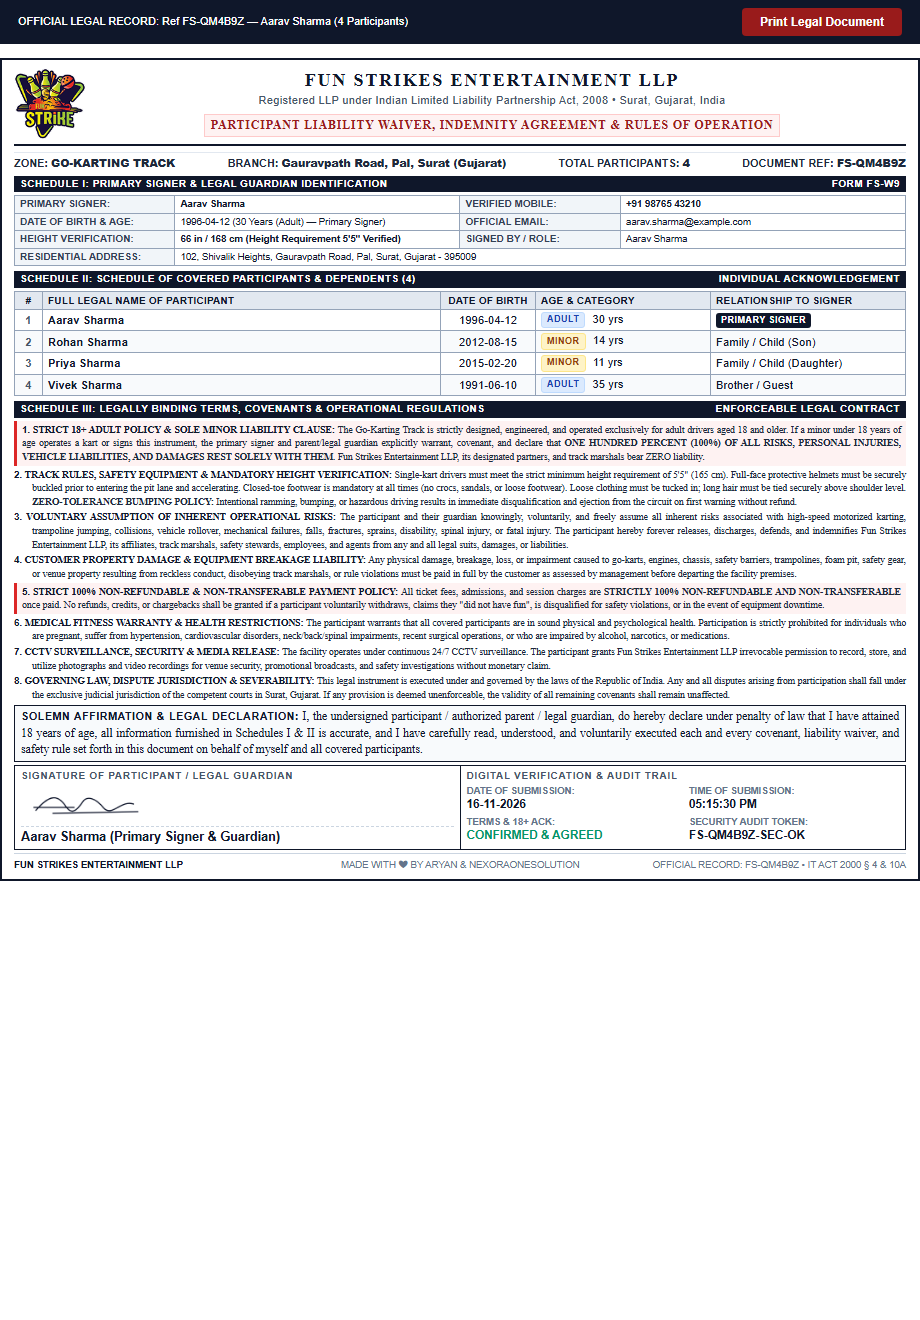 OFFICIAL LEGAL RECORD: Ref FS-QM4B9Z — Aarav Sharma (4 Participants)
Print Legal Document
STRIKE
FUN STRIKES ENTERTAINMENT LLP
Registered LLP under Indian Limited Liability Partnership Act, 2008 • Surat, Gujarat, India
PARTICIPANT LIABILITY WAIVER, INDEMNITY AGREEMENT & RULES OF OPERATION
ZONE: GO-KARTING TRACK BRANCH: Gauravpath Road, Pal, Surat (Gujarat) TOTAL PARTICIPANTS: 4 DOCUMENT REF: FS-QM4B9Z
SCHEDULE I: PRIMARY SIGNER & LEGAL GUARDIAN IDENTIFICATION FORM FS-W9
PRIMARY SIGNER: Aarav Sharma VERIFIED MOBILE: +91 98765 43210
DATE OF BIRTH & AGE: 1996-04-12 (30 Years (Adult) — Primary Signer) OFFICIAL EMAIL: aarav.sharma@example.com
HEIGHT VERIFICATION: 66 in / 168 cm (Height Requirement 5'5" Verified) SIGNED BY / ROLE: Aarav Sharma
RESIDENTIAL ADDRESS: 102, Shivalik Heights, Gauravpath Road, Pal, Surat, Gujarat - 395009
SCHEDULE II: SCHEDULE OF COVERED PARTICIPANTS & DEPENDENTS (4) INDIVIDUAL ACKNOWLEDGEMENT
# FULL LEGAL NAME OF PARTICIPANT DATE OF BIRTH AGE & CATEGORY RELATIONSHIP TO SIGNER
1 Aarav Sharma 1996-04-12 ADULT 30 yrs PRIMARY SIGNER
2 Rohan Sharma 2012-08-15 MINOR 14 yrs Family / Child (Son)
3 Priya Sharma 2015-02-20 MINOR 11 yrs Family / Child (Daughter)
4 Vivek Sharma 1991-06-10 ADULT 35 yrs Brother / Guest
SCHEDULE III: LEGALLY BINDING TERMS, COVENANTS & OPERATIONAL REGULATIONS ENFORCEABLE LEGAL CONTRACT
1. STRICT 18+ ADULT POLICY & SOLE MINOR LIABILITY CLAUSE: The Go-Karting Track is strictly designed, engineered, and operated exclusively for adult drivers aged 18 and older. If a minor under 18 years of
age operates a kart or signs this instrument, the primary signer and parent/legal guardian explicitly warrant, covenant, and declare that ONE HUNDRED PERCENT (100%) OF ALL RISKS, PERSONAL INJURIES,
VEHICLE LIABILITIES, AND DAMAGES REST SOLELY WITH THEM. Fun Strikes Entertainment LLP, its designated partners, and track marshals bear ZERO liability.
2. TRACK RULES, SAFETY EQUIPMENT & MANDATORY HEIGHT VERIFICATION: Single-kart drivers must meet the strict minimum height requirement of 5'5" (165 cm). Full-face protective helmets must be securely
buckled prior to entering the pit lane and accelerating. Closed-toe footwear is mandatory at all times (no crocs, sandals, or loose footwear). Loose clothing must be tucked in; long hair must be tied securely above shoulder level.
ZERO-TOLERANCE BUMPING POLICY: Intentional ramming, bumping, or hazardous driving results in immediate disqualification and ejection from the circuit on first warning without refund.
3. VOLUNTARY ASSUMPTION OF INHERENT OPERATIONAL RISKS: The participant and their guardian knowingly, voluntarily, and freely assume all inherent risks associated with high-speed motorized karting,
trampoline jumping, collisions, vehicle rollover, mechanical failures, falls, fractures, sprains, disability, spinal injury, or fatal injury. The participant hereby forever releases, discharges, defends, and indemnifies Fun Strikes
Entertainment LLP, its affiliates, track marshals, safety stewards, employees, and agents from any and all legal suits, damages, or liabilities.
4. CUSTOMER PROPERTY DAMAGE & EQUIPMENT BREAKAGE LIABILITY: Any physical damage, breakage, loss, or impairment caused to go-karts, engines, chassis, safety barriers, trampolines, foam pit, safety gear,
or venue property resulting from reckless conduct, disobeying track marshals, or rule violations must be paid in full by the customer as assessed by management before departing the facility premises.
5. STRICT 100% NON-REFUNDABLE & NON-TRANSFERABLE PAYMENT POLICY: All ticket fees, admissions, and session charges are STRICTLY 100% NON-REFUNDABLE AND NON-TRANSFERABLE
once paid. No refunds, credits, or chargebacks shall be granted if a participant voluntarily withdraws, claims they "did not have fun", is disqualified for safety violations, or in the event of equipment downtime.
6. MEDICAL FITNESS WARRANTY & HEALTH RESTRICTIONS: The participant warrants that all covered participants are in sound physical and psychological health. Participation is strictly prohibited for individuals who
are pregnant, suffer from hypertension, cardiovascular disorders, neck/back/spinal impairments, recent surgical operations, or who are impaired by alcohol, narcotics, or medications.
7. CCTV SURVEILLANCE, SECURITY & MEDIA RELEASE: The facility operates under continuous 24/7 CCTV surveillance. The participant grants Fun Strikes Entertainment LLP irrevocable permission to record, store, and
utilize photographs and video recordings for venue security, promotional broadcasts, and safety investigations without monetary claim.
8. GOVERNING LAW, DISPUTE JURISDICTION & SEVERABILITY: This legal instrument is executed under and governed by the laws of the Republic of India. Any and all disputes arising from participation shall fall under
the exclusive judicial jurisdiction of the competent courts in Surat, Gujarat. If any provision is deemed unenforceable, the validity of all remaining covenants shall remain unaffected.
SOLEMN AFFIRMATION & LEGAL DECLARATION: I, the undersigned participant / authorized parent / legal guardian, do hereby declare under penalty of law that I have attained
18 years of age, all information furnished in Schedules I & II is accurate, and I have carefully read, understood, and voluntarily executed each and every covenant, liability waiver, and
safety rule set forth in this document on behalf of myself and all covered participants.
SIGNATURE OF PARTICIPANT / LEGAL GUARDIAN
Aarav Sharma (Primary Signer & Guardian)
DIGITAL VERIFICATION & AUDIT TRAIL
DATE OF SUBMISSION: TIME OF SUBMISSION:
16-11-2026 05:15:30 PM
TERMS & 18+ ACK: SECURITY AUDIT TOKEN:
CONFIRMED & AGREED FS-QM4B9Z-SEC-OK
FUN STRIKES ENTERTAINMENT LLP MADE WITH ❤ BY ARYAN & NEXORAONESOLUTION OFFICIAL RECORD: FS-QM4B9Z • IT ACT 2000 § 4 & 10A